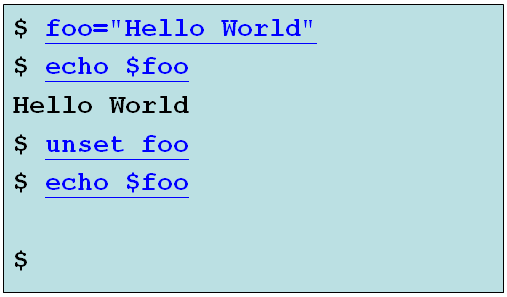 $ foo="Hello World"
$ echo $foo
Hello World
$ unset foo
$ echo $foo

$